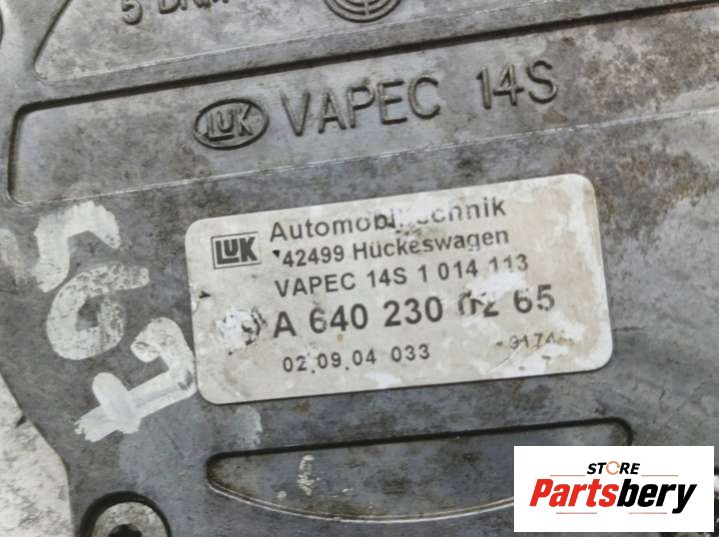 LUK VAPEC 14S
LUK Automobiltechnik
42499 Hückeswagen
VAPEC 14S 1 014 113
A 640 230 02 65
02.09.04 033
STORE
Partsbery